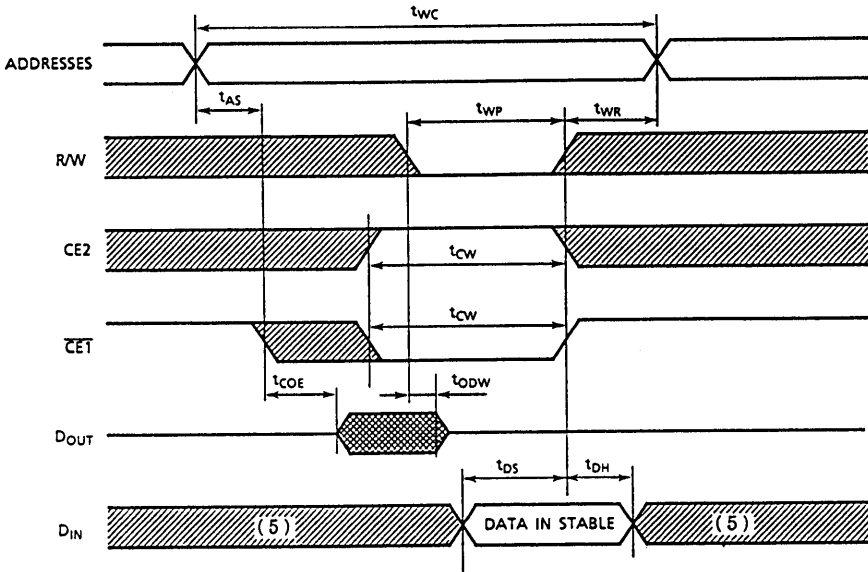 tWC
ADDRESSES
tAS
tWP
tWR
R/W
CE2
tCW
tCW
CE1
tCOE
tODW
DOUT
tDS
tDH
DIN
(5)
DATA IN STABLE
(5)